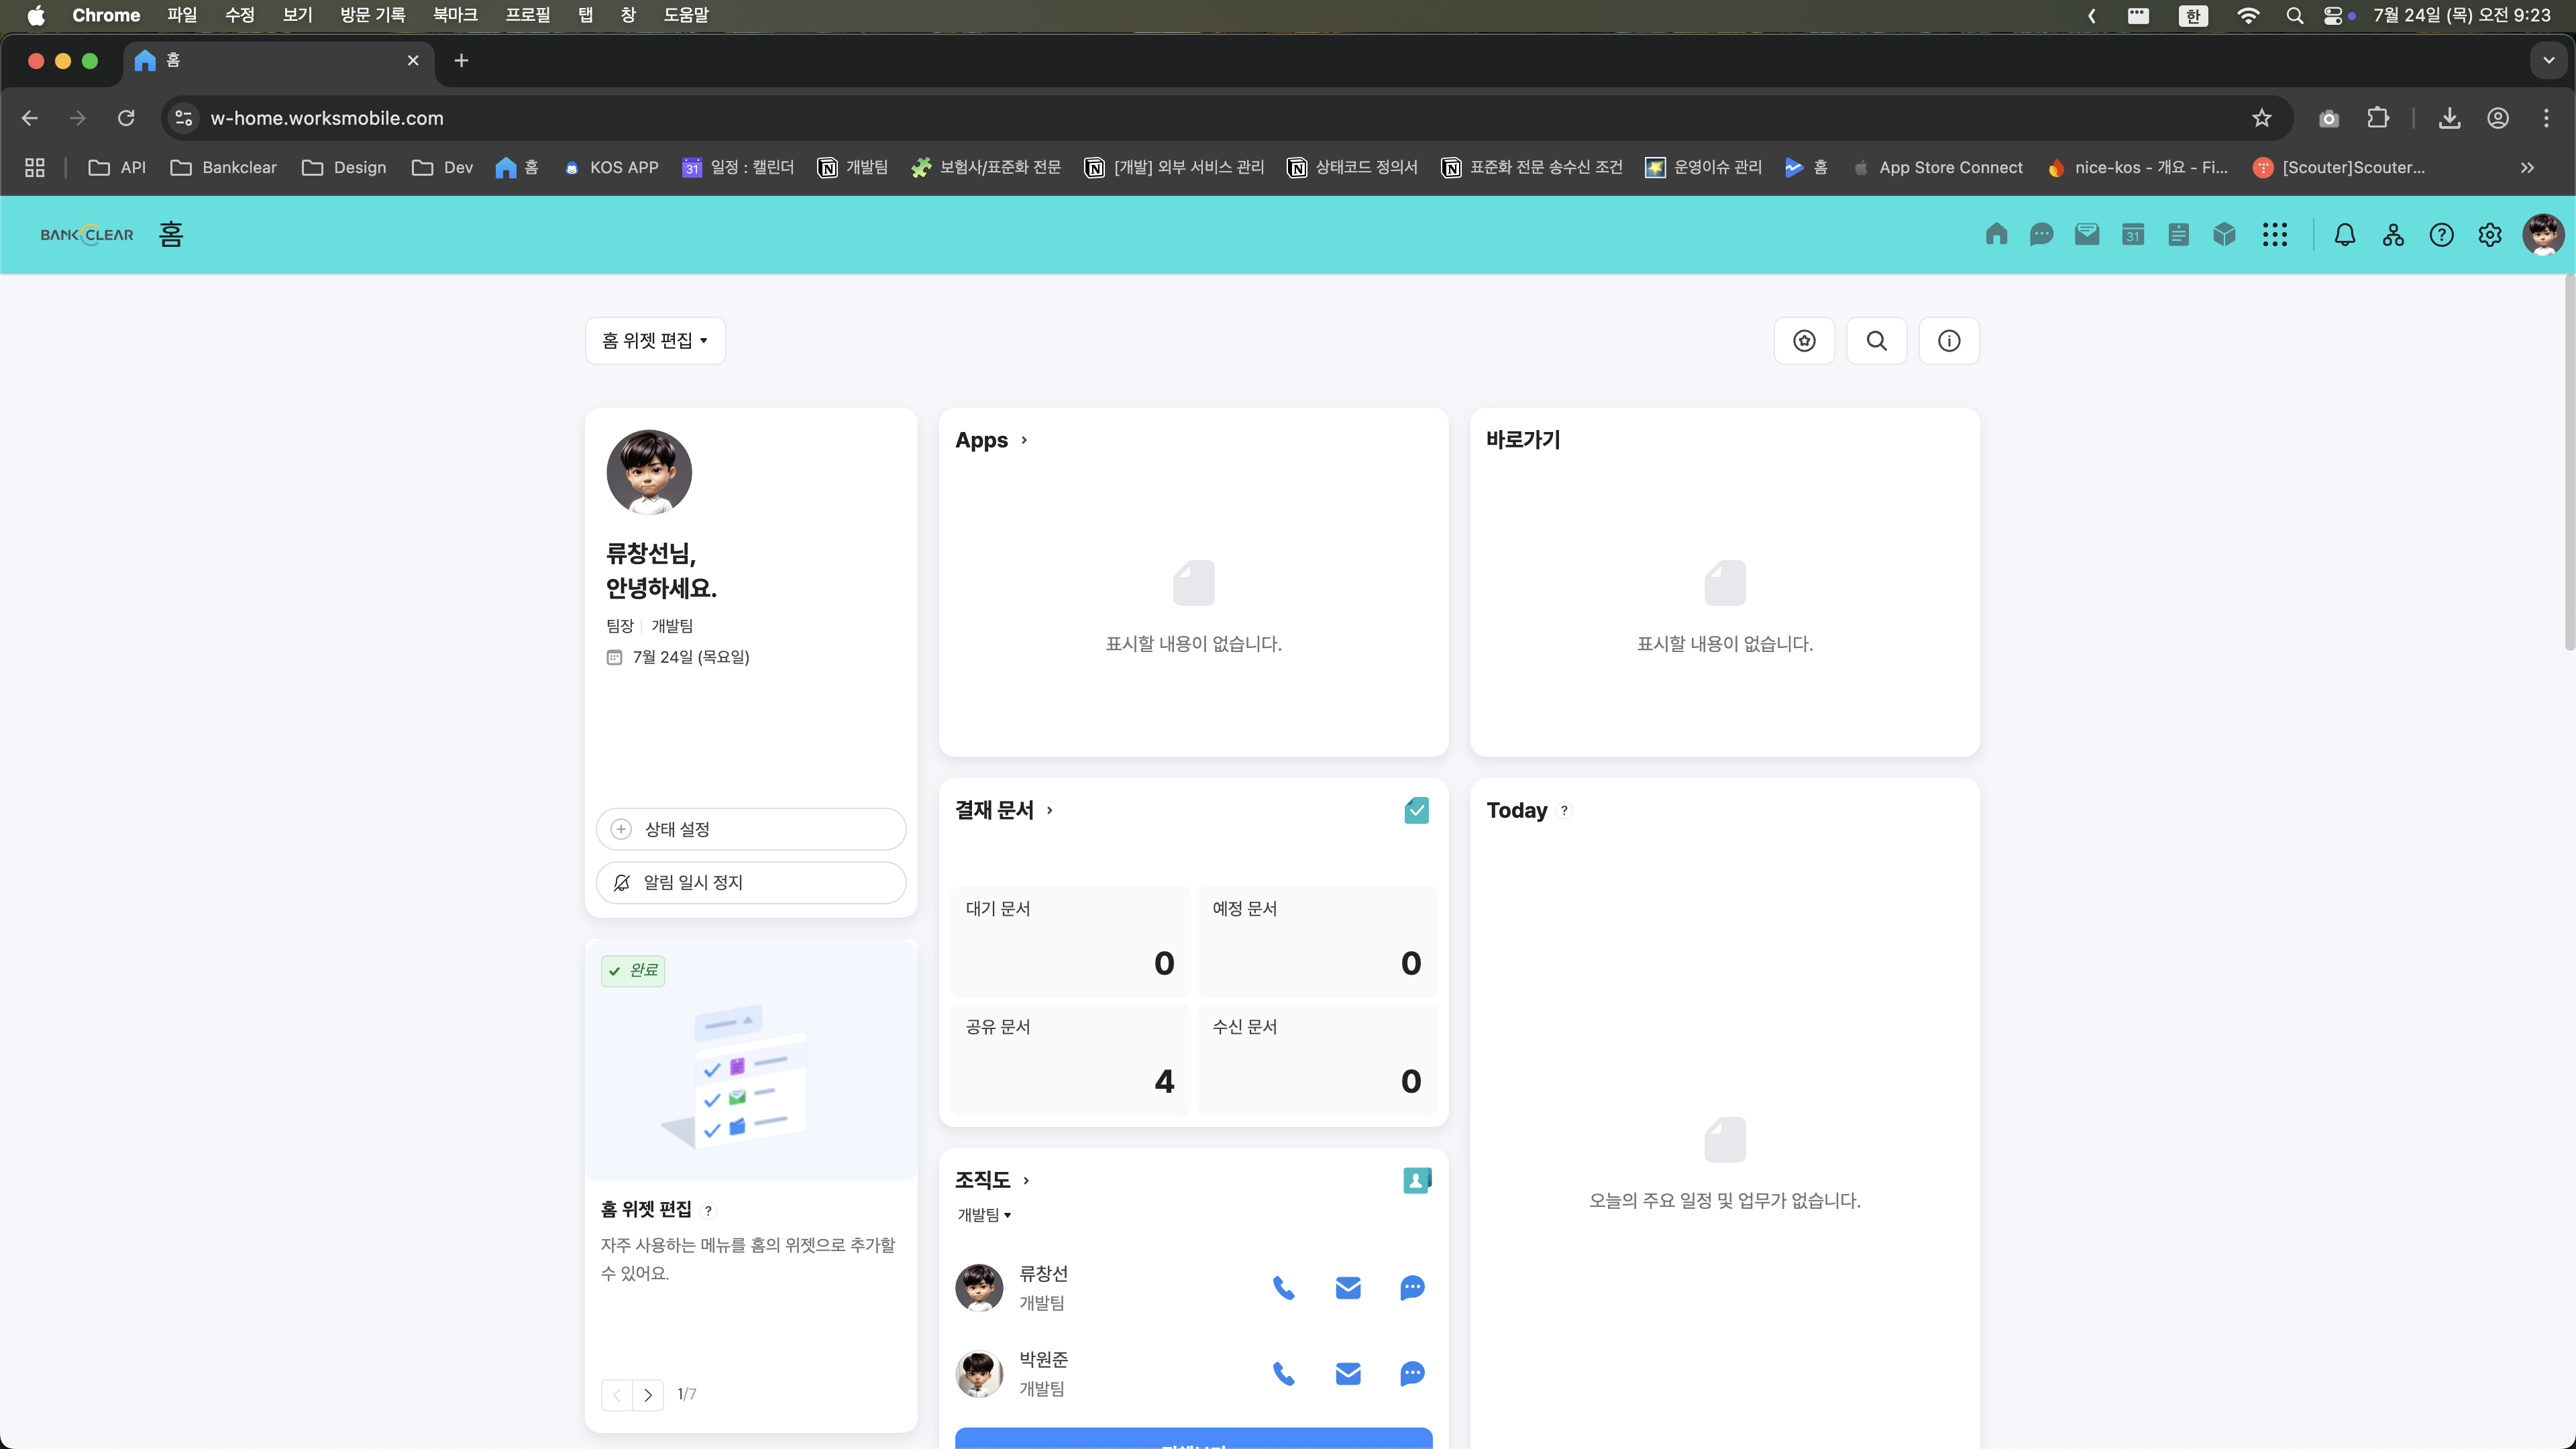 Chrome 파일 수정 보기 방문 기록 북마크 프로필 탭 창 도움말 한 7월 24일 (목) 오전 9:23
홈
w-home.worksmobile.com
API Bankclear Design Dev 홈 KOS APP 31 일정 : 캘린더 개발팀 보험사/표준화 전문 [개발] 외부 서비스 관리 상태코드 정의서 표준화 전문 송수신 조건 운영이슈 관리 홈 App Store Connect nice-kos - 개요 - Fi... [Scouter]Scouter...
BANKCLEAR 홈 31
홈 위젯 편집
류창선님,
안녕하세요.
팀장 개발팀
7월 24일 (목요일)
상태 설정
알림 일시 정지
Apps
표시할 내용이 없습니다.
바로가기
표시할 내용이 없습니다.
결재 문서
대기 문서
0
예정 문서
0
공유 문서
4
수신 문서
0
Today ?
오늘의 주요 일정 및 업무가 없습니다.
완료
홈 위젯 편집 ?
자주 사용하는 메뉴를 홈의 위젯으로 추가할
수 있어요.
1/7
조직도
개발팀
류창선
개발팀
박원준
개발팀